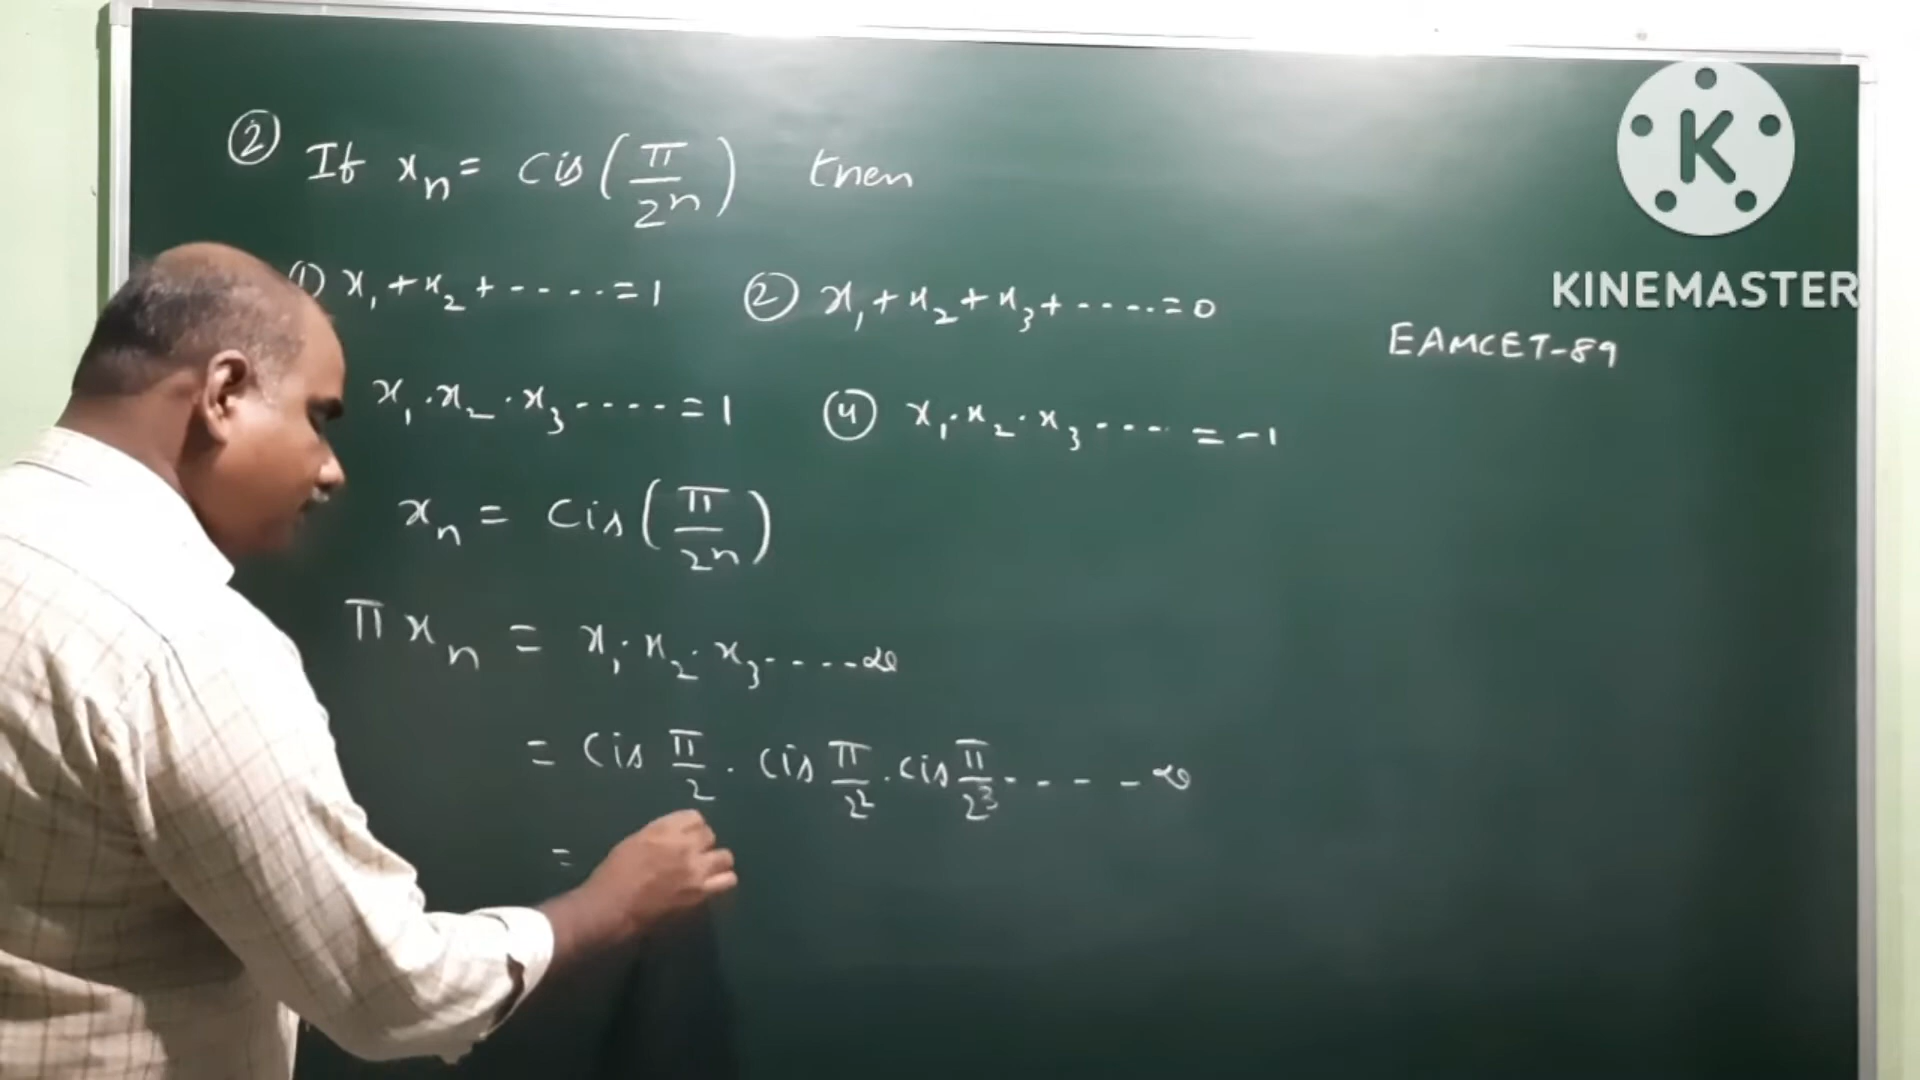 ② If xₙ = Cis(π/2ⁿ) then
① x₁ + x₂ + ----- = 1 ② x₁ + x₂ + x₃ + ----- = 0
EAMCET-89
x₁ . x₂ . x₃ ----- = 1 ④ x₁ . x₂ . x₃ ---- = -1
xₙ = Cis(π/2ⁿ)
π xₙ = x₁ . x₂ . x₃ ----- ∞
= Cis π/2 . Cis π/2² . Cis π/2³ ---- ∞
=
K
KINEMASTER